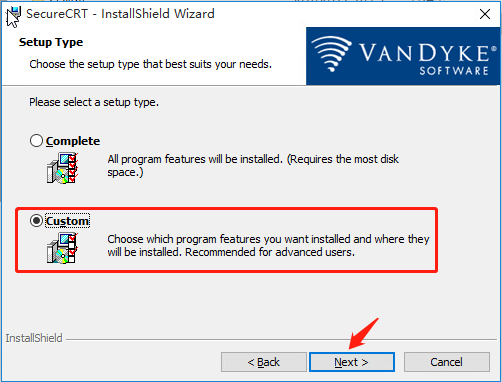 SecureCRT - InstallShield Wizard
Setup Type
Choose the setup type that best suits your needs.
VANDYKE®
SOFTWARE
Please select a setup type.
Complete
All program features will be installed. (Requires the most disk
space.)
Custom
Choose which program features you want installed and where they
will be installed. Recommended for advanced users.
InstallShield
< Back
Next >
Cancel